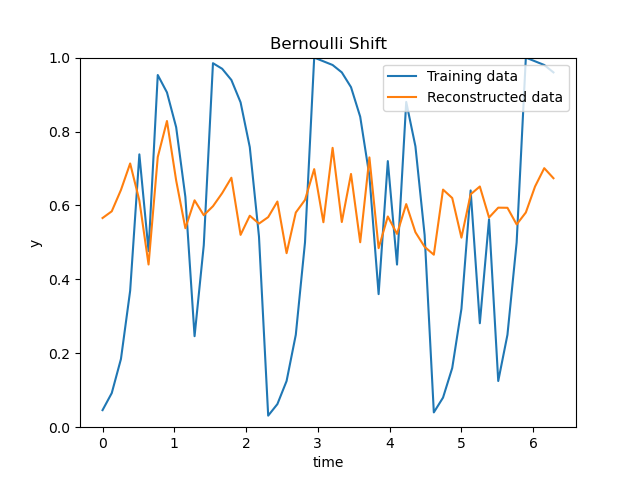 Bernoulli Shift
Training data
Reconstructed data
1.0
0.8
0.6
0.4
0.2
0.0
y
0 1 2 3 4 5 6
time